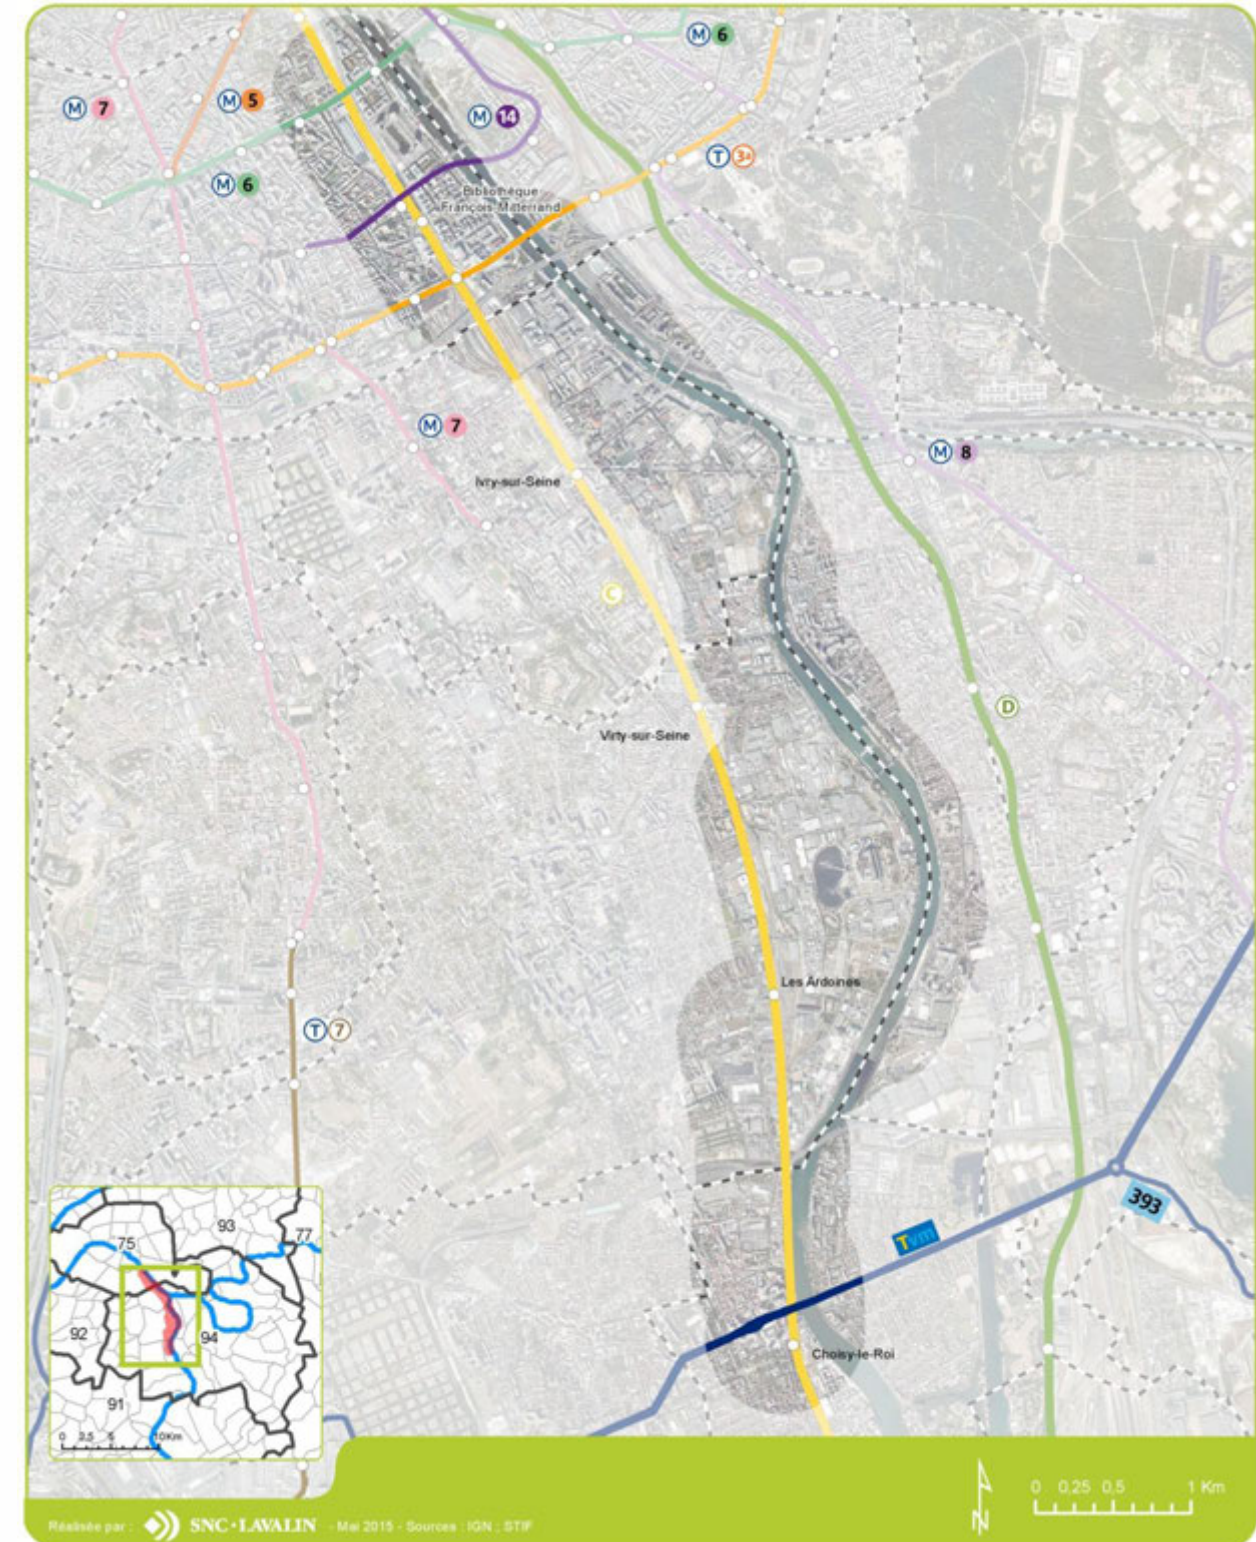 M 6
M 7
M 5
M 14
T 3a
M 6
Bibliothèque
François-Mitterrand
M 7
M 8
Ivry-sur-Seine
C
D
Virty-sur-Seine
Les Ardoines
T 7
393
Tvm
Choisy-le-Roi
93
77
75
92
94
91
0 2,5 5 10Km
N
0 0,25 0,5 1 Km
Réalisée par : SNC•LAVALIN - Mai 2015 - Sources : IGN ; STIF